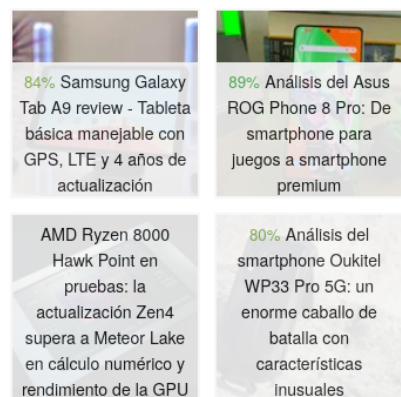 84% Samsung Galaxy
Tab A9 review - Tableta
básica manejable con
GPS, LTE y 4 años de
actualización
89% Análisis del Asus
ROG Phone 8 Pro: De
smartphone para
juegos a smartphone
premium
AMD Ryzen 8000
Hawk Point en
pruebas: la
actualización Zen4
supera a Meteor Lake
en cálculo numérico y
rendimiento de la GPU
80% Análisis del
smartphone Oukitel
WP33 Pro 5G: un
enorme caballo de
batalla con
características
inusuales